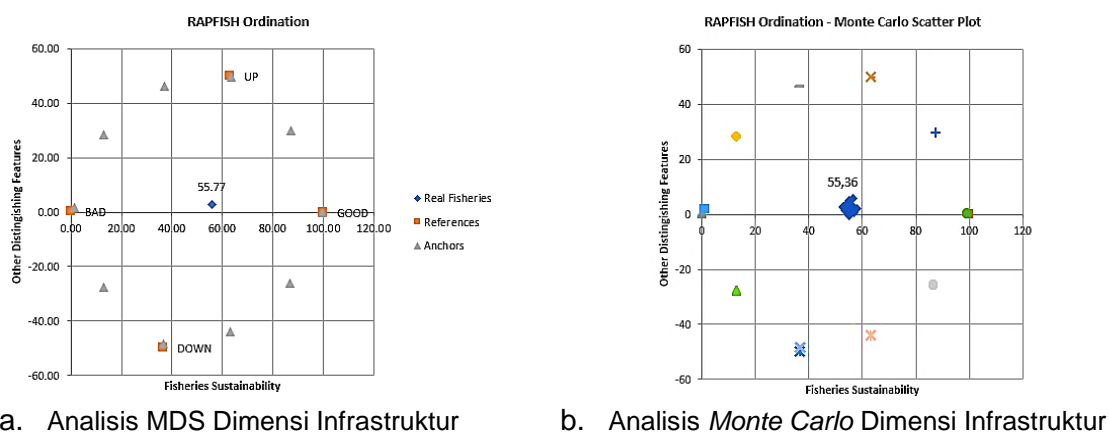 RAPFISH Ordination
60.00
40.00
20.00
0.00
-20.00
-40.00
-60.00
Other Distingishing Features
UP
55.77
BAD
GOOD
DOWN
0.00 20.00 40.00 60.00 80.00 100.00 120.00
Fisheries Sustainability
Real Fisheries
References
Anchors
a. Analisis MDS Dimensi Infrastruktur
RAPFISH Ordination - Monte Carlo Scatter Plot
60
40
20
0
-20
-40
-60
Other Distingishing Features
55,36
0 20 40 60 80 100 120
Fisheries Sustainability
b. Analisis Monte Carlo Dimensi Infrastruktur